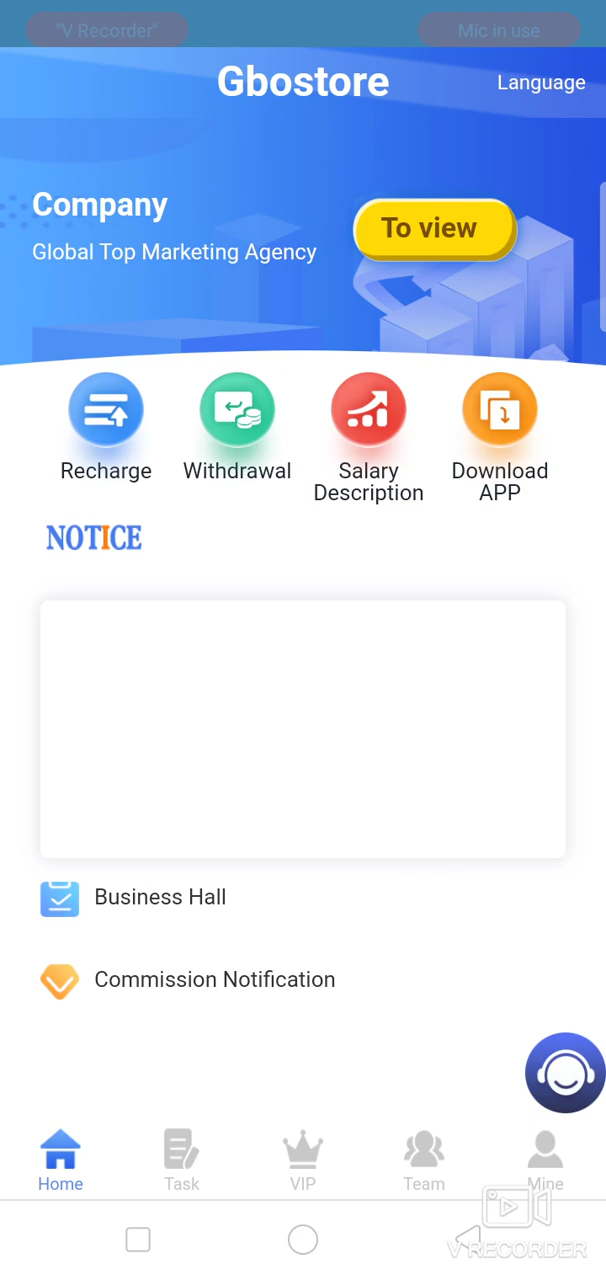 "V Recorder"
Mic in use
Gbostore
Language
Company
Global Top Marketing Agency
To view
Recharge
Withdrawal
Salary
Description
Download
APP
NOTICE
Business Hall
Commission Notification
Home
Task
VIP
Team
Mine
V RECORDER